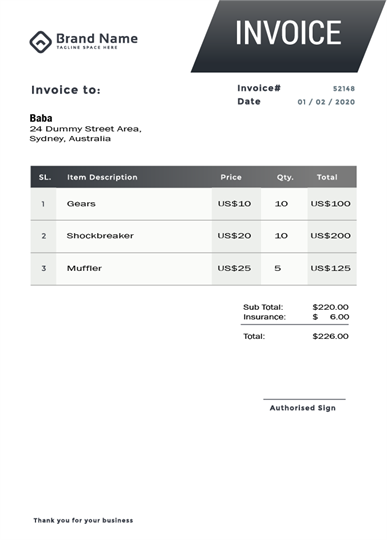 Brand Name
TAGLINE SPACE HERE
INVOICE
Invoice to:
Invoice# 52148
Date 01 / 02 / 2020
Baba
24 Dummy Street Area,
Sydney, Australia
SL. Item Description Price Qty. Total
1 Gears US$10 10 US$100
2 Shockbreaker US$20 10 US$200
3 Muffler US$25 5 US$125
Sub Total: $220.00
Insurance: $ 6.00
Total: $226.00
Authorised Sign
Thank you for your business